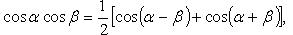 cos α cos β = 1/2 [cos(α − β) + cos(α + β)],